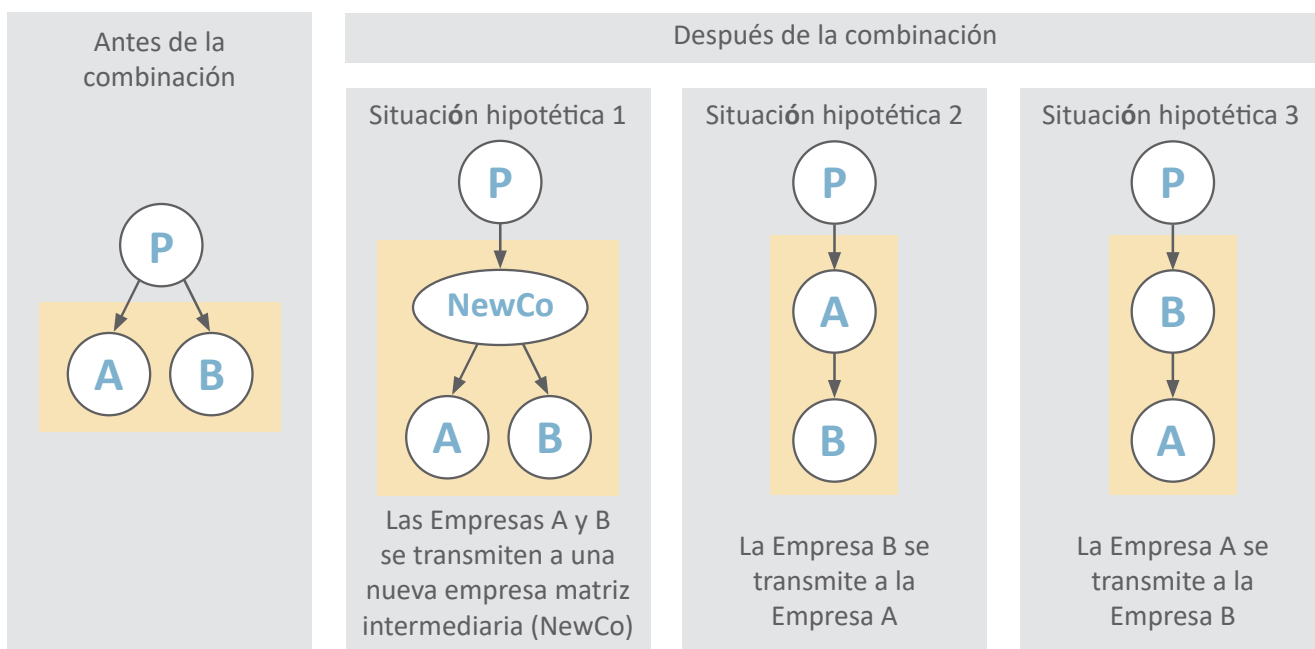 Antes de la
combinación
P
A B
Después de la combinación
Situación hipotética 1
P
NewCo
A B
Las Empresas A y B
se transmiten a una
nueva empresa matriz
intermediaria (NewCo)
Situación hipotética 2
P
A
B
La Empresa B se
transmite a la
Empresa A
Situación hipotética 3
P
B
A
La Empresa A se
transmite a la
Empresa B